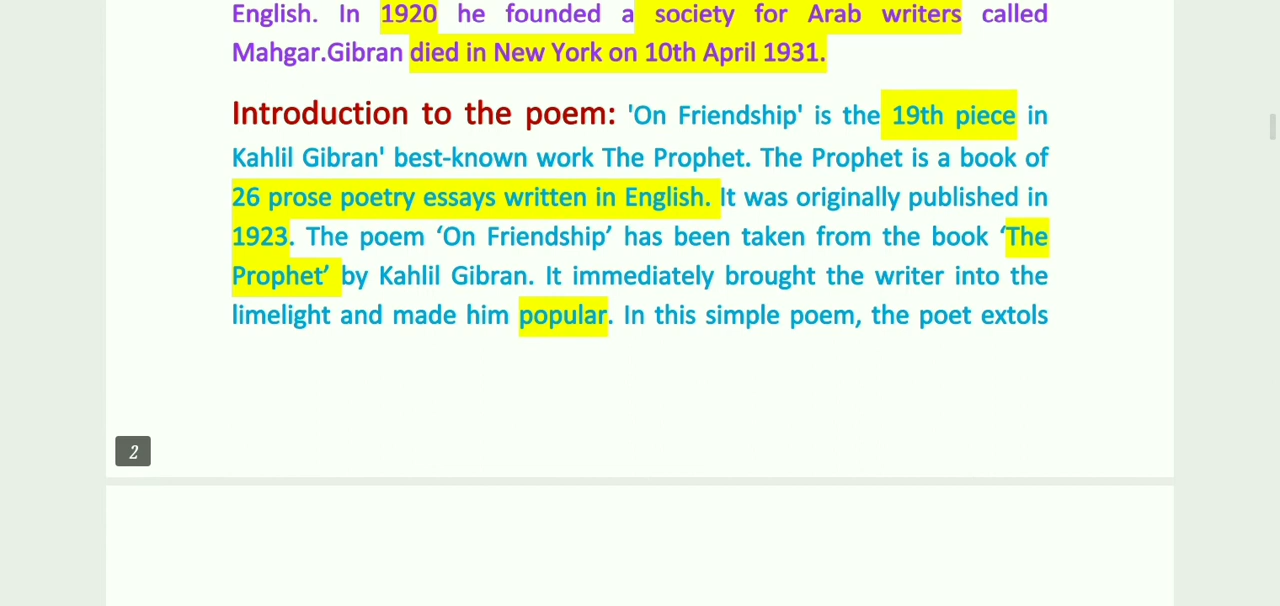 English. In 1920 he founded a society for Arab writers called
Mahgar.Gibran died in New York on 10th April 1931.
Introduction to the poem: 'On Friendship' is the 19th piece in
Kahlil Gibran' best-known work The Prophet. The Prophet is a book of
26 prose poetry essays written in English. It was originally published in
1923. The poem ‘On Friendship’ has been taken from the book ‘The
Prophet’ by Kahlil Gibran. It immediately brought the writer into the
limelight and made him popular. In this simple poem, the poet extols
2